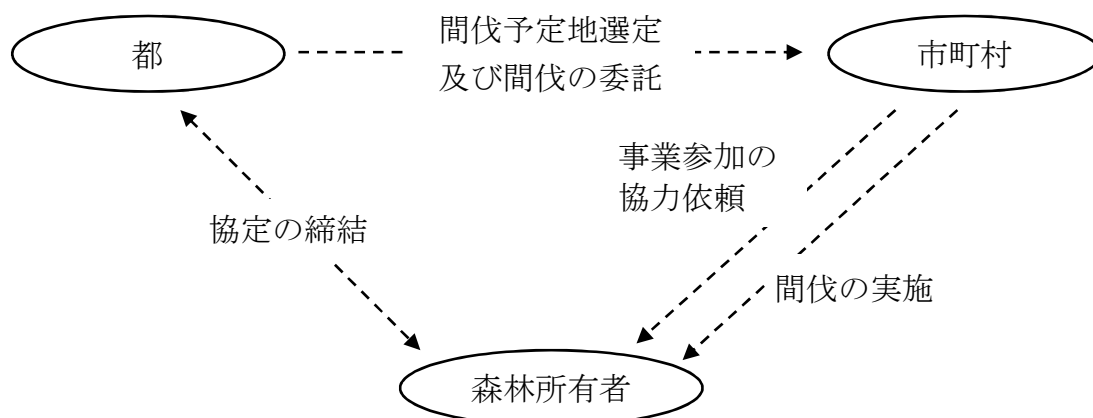 都
間伐予定地選定
及び間伐の委託
市町村
事業参加の
協力依頼
協定の締結
間伐の実施
森林所有者